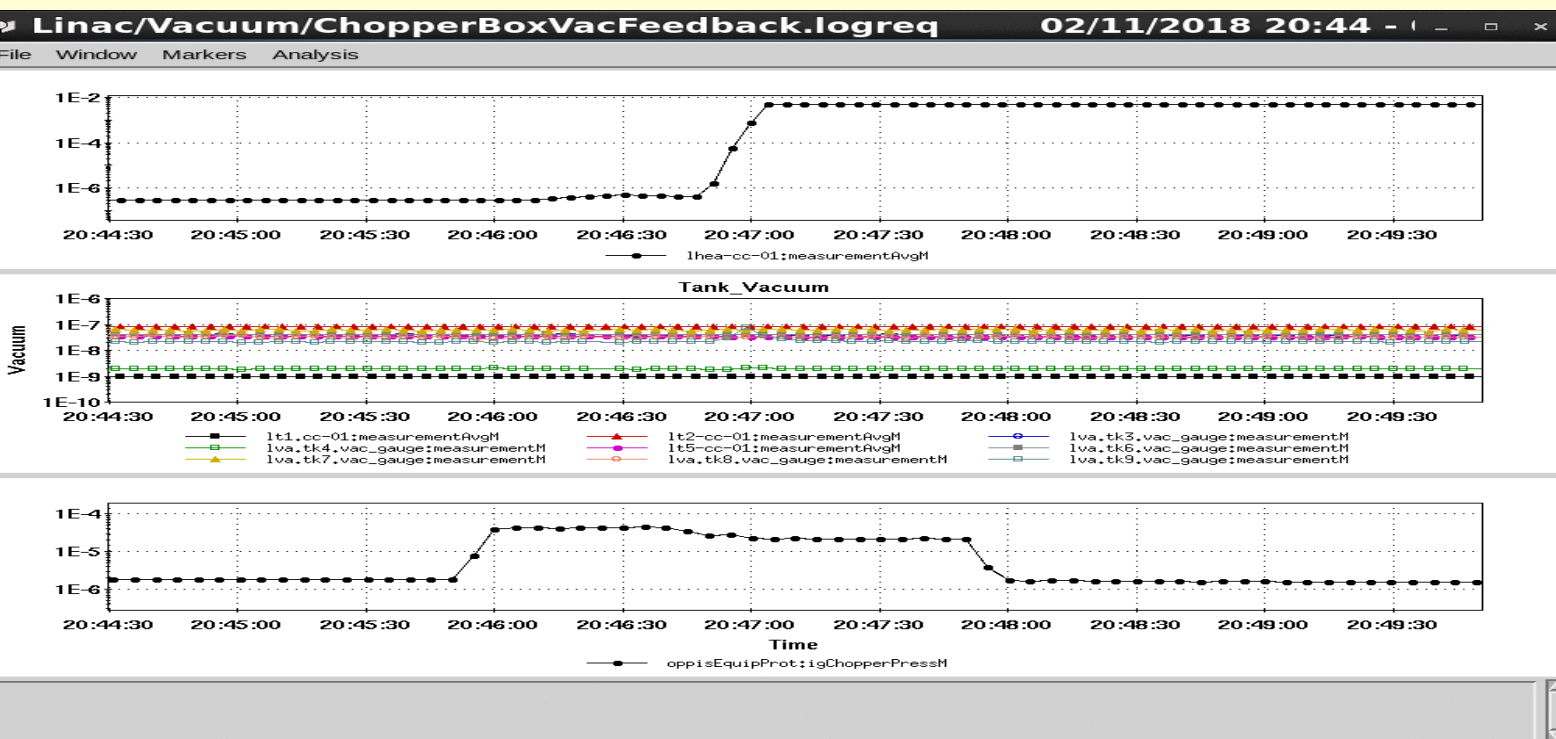 Linac/Vacuum/ChopperBoxVacFeedback.logreq 02/11/2018 20:44 -
File Window Markers Analysis
1E-2
1E-4
1E-6
20:44:30 20:45:00 20:45:30 20:46:00 20:46:30 20:47:00 20:47:30 20:48:00 20:48:30 20:49:00 20:49:30
lhea-cc-01:measurementAvgM
Tank_Vacuum
Vacuum
1E-6
1E-7
1E-8
1E-9
1E-10
20:44:30 20:45:00 20:45:30 20:46:00 20:46:30 20:47:00 20:47:30 20:48:00 20:48:30 20:49:00 20:49:30
lt1.cc-01:measurementAvgM lt2-cc-01:measurementAvgM lva.tk3.vac_gauge:measurementM
lva.tk4.vac_gauge:measurementM lt5-cc-01:measurementAvgM lva.tk6.vac_gauge:measurementM
lva.tk7.vac_gauge:measurementM lva.tk8.vac_gauge:measurementM lva.tk9.vac_gauge:measurementM
1E-4
1E-5
1E-6
20:44:30 20:45:00 20:45:30 20:46:00 20:46:30 20:47:00 20:47:30 20:48:00 20:48:30 20:49:00 20:49:30
Time
oppisEquipProt:igChopperPressM